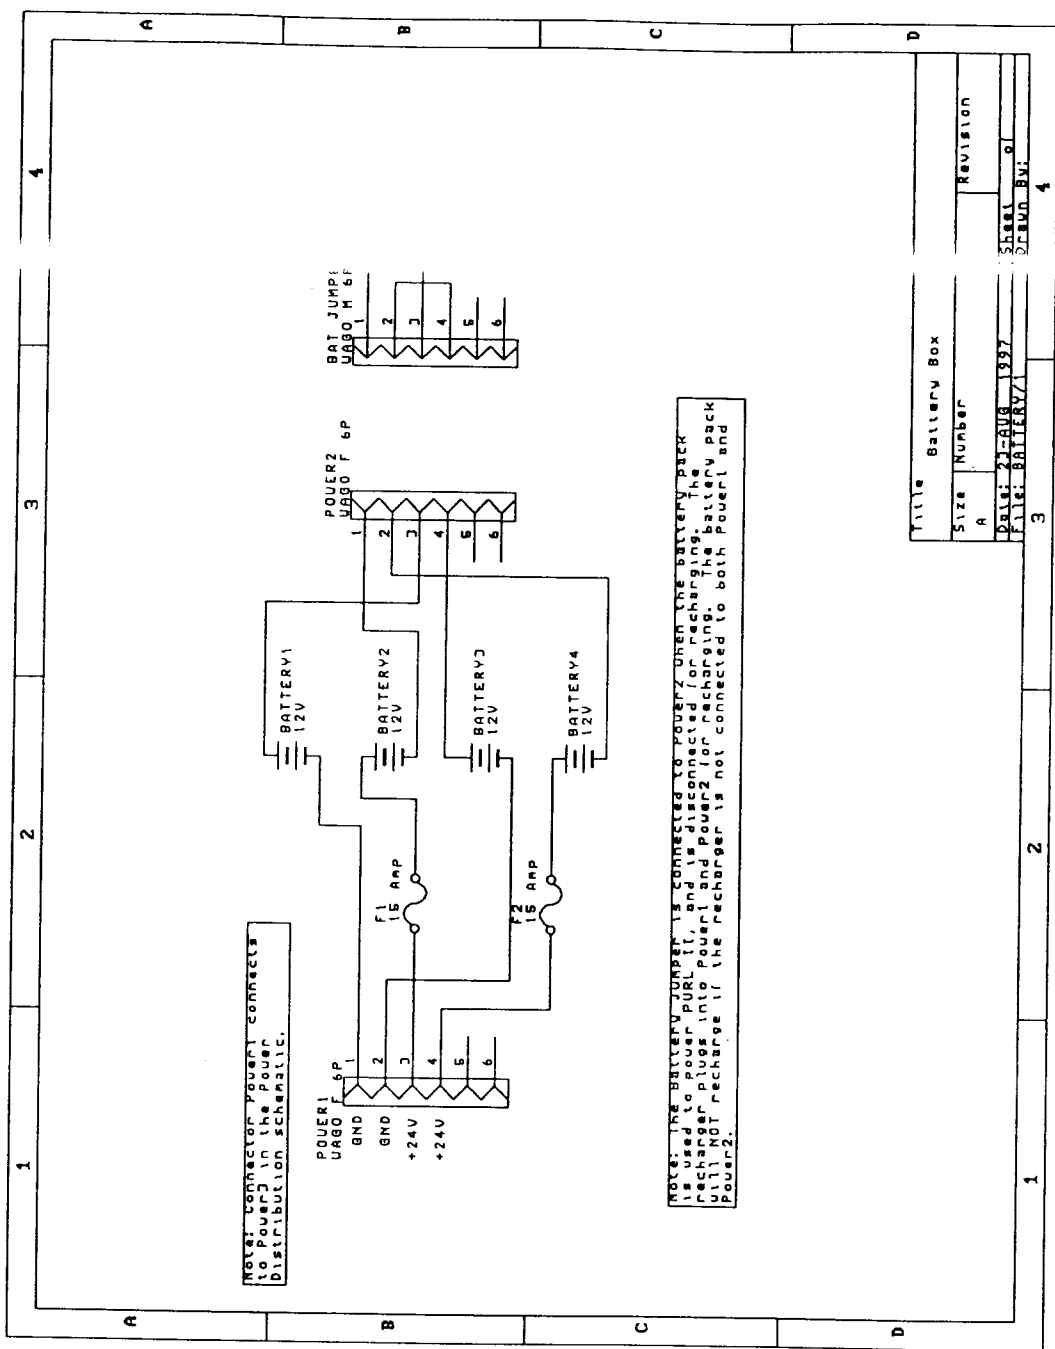 1
2
3
4
A
B
C
D
Note: Connector Power1 connects
to Power3 in the Power
Distribution schematic.
POWER1
WAGO F 6P
GND
GND
+24V
+24V
1
2
3
4
5
6
F1
15 Amp
F2
15 Amp
BATTERY1
12V
BATTERY2
12V
BATTERY3
12V
BATTERY4
12V
POWER2
WAGO F 6P
1
2
3
4
5
6
BAT JUMPE
WAGO M 6P
1
2
3
4
5
6
Note: The Battery Jumper is connected to Power2 when the battery pack
is used to power PURL II, and is disconnected for recharging. The
recharger plugs into Power1 and Power2 for recharging. The battery pack
will NOT recharge if the recharger is not connected to both Power1 and
Power2.
Title
Battery Box
Size
A
Number
Revision
Date: 23-AUG 1997
Sheet of
File: BATTERY/1
Drawn By:
A
B
C
D
1
2
3
4